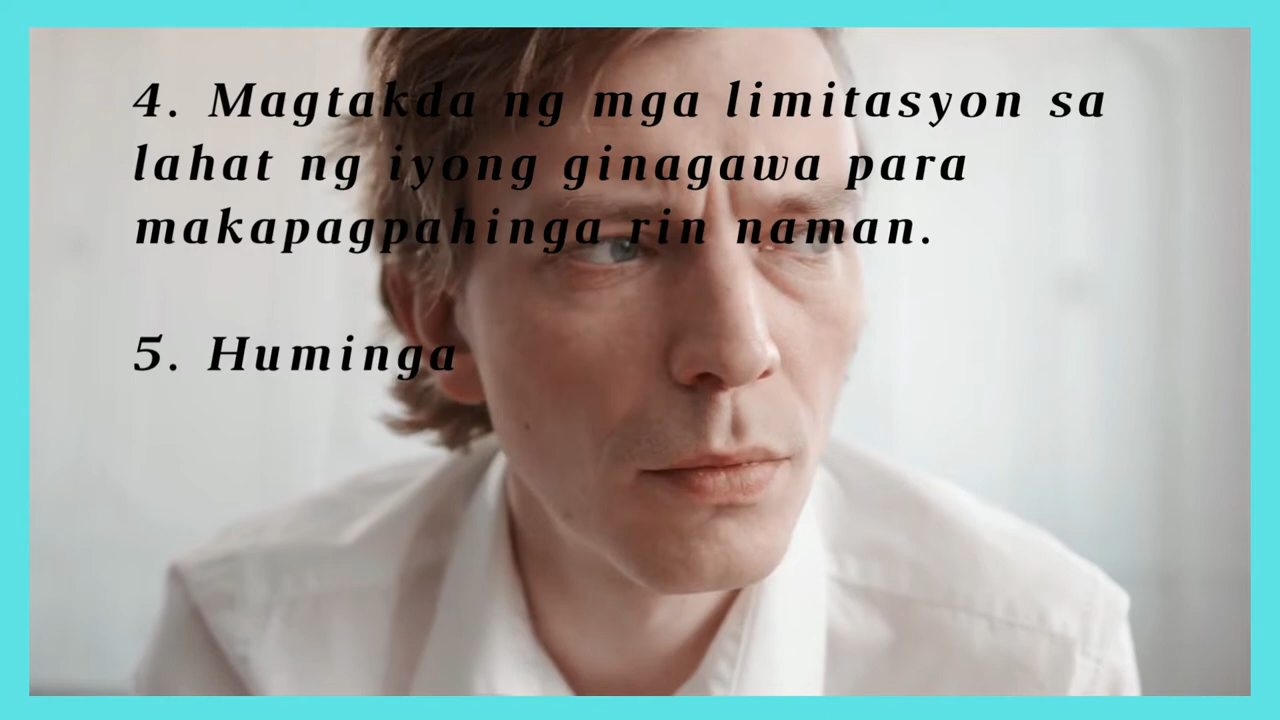 4. Magtakda ng mga limitasyon sa
lahat ng iyong ginagawa para
makapagpahinga rin naman.
5. Huminga